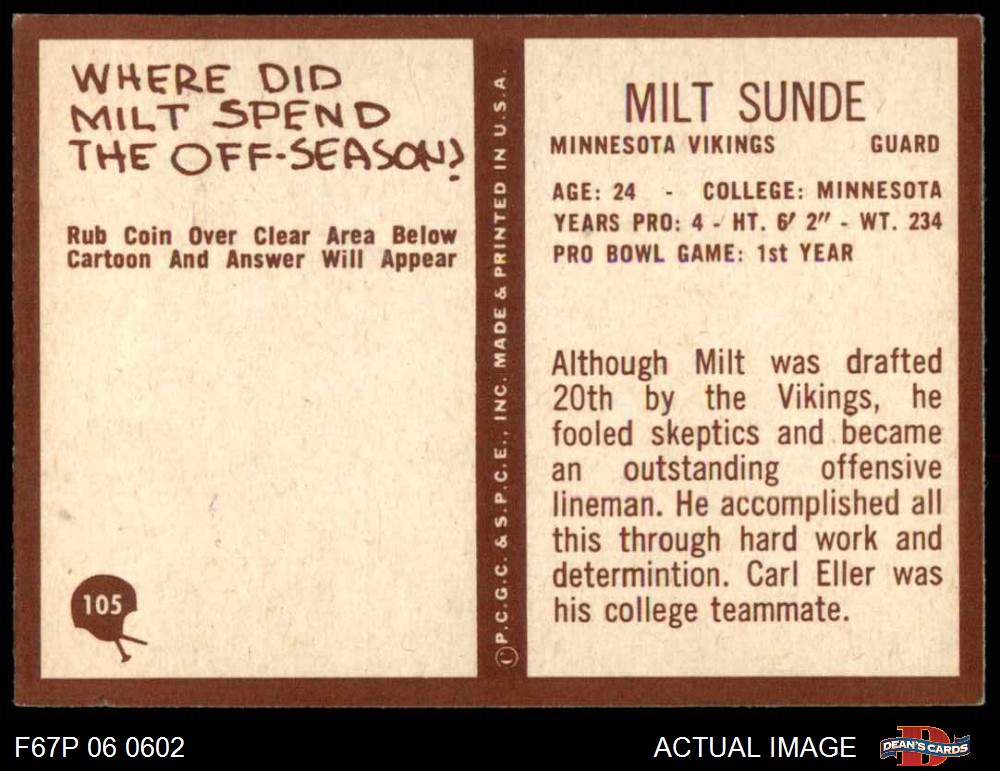 WHERE DID
MILT SPEND
THE OFF-SEASON?
Rub Coin Over Clear Area Below
Cartoon And Answer Will Appear
105
©P.C.G.C. & S.P.C.E., INC. MADE & PRINTED IN U.S.A.
MILT SUNDE
MINNESOTA VIKINGS GUARD
AGE: 24 - COLLEGE: MINNESOTA
YEARS PRO: 4 - HT. 6' 2" - WT. 234
PRO BOWL GAME: 1st YEAR
Although Milt was drafted
20th by the Vikings, he
fooled skeptics and became
an outstanding offensive
lineman. He accomplished all
this through hard work and
determintion. Carl Eller was
his college teammate.
F67P 06 0602
ACTUAL IMAGE
DEAN'S CARDS